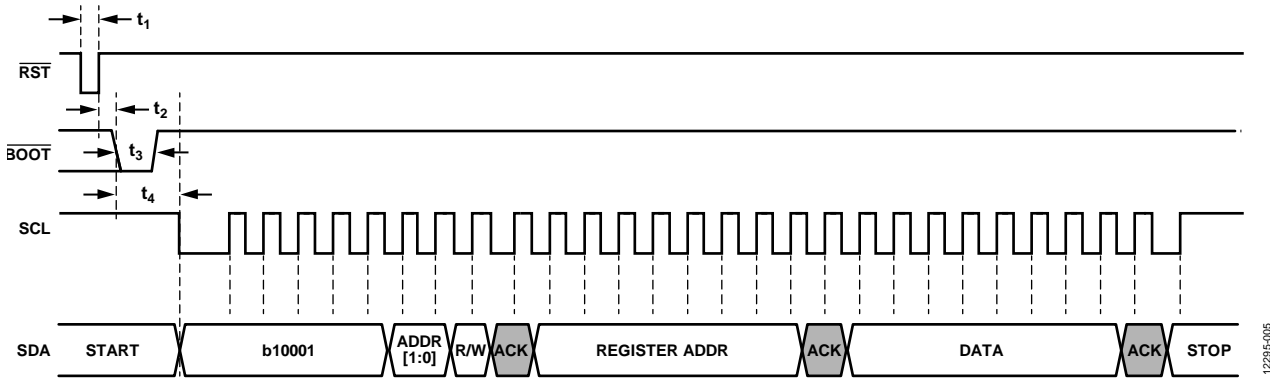 t1
RST
t2
BOOT
t3
t4
SCL
SDA START b10001 ADDR [1:0] R/W ACK REGISTER ADDR ACK DATA ACK STOP
12295-005